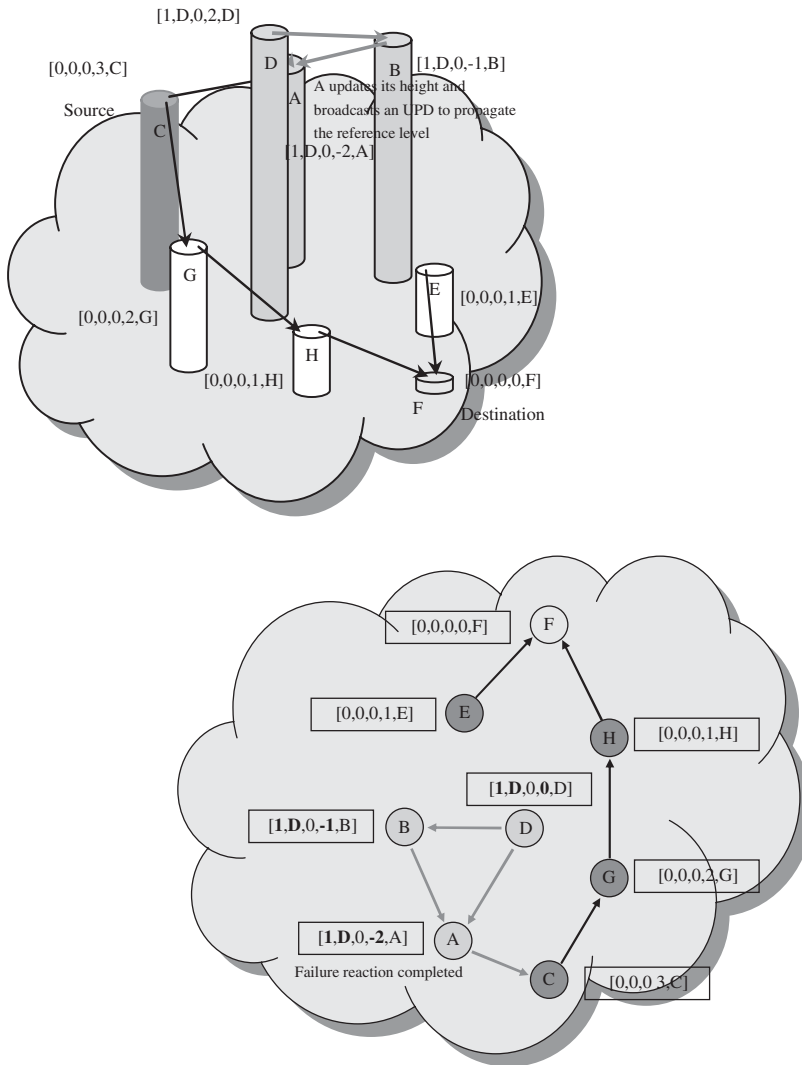 [1,D,0,2,D]
[0,0,0,3,C]
D
B
[1,D,0,-1,B]
A
A updates its height and
broadcasts an UPD to propagate
the reference level
Source
C
[1,D,0,-2,A]
G
E
[0,0,0,1,E]
[0,0,0,2,G]
H
[0,0,0,1,H]
[0,0,0,0,F]
F
Destination
[0,0,0,0,F]
F
[0,0,0,1,E]
E
H
[0,0,0,1,H]
[1,D,0,0,D]
[1,D,0,-1,B]
B
D
G
[0,0,0,2,G]
[1,D,0,-2,A]
A
Failure reaction completed
C
[0,0,0 3,C]